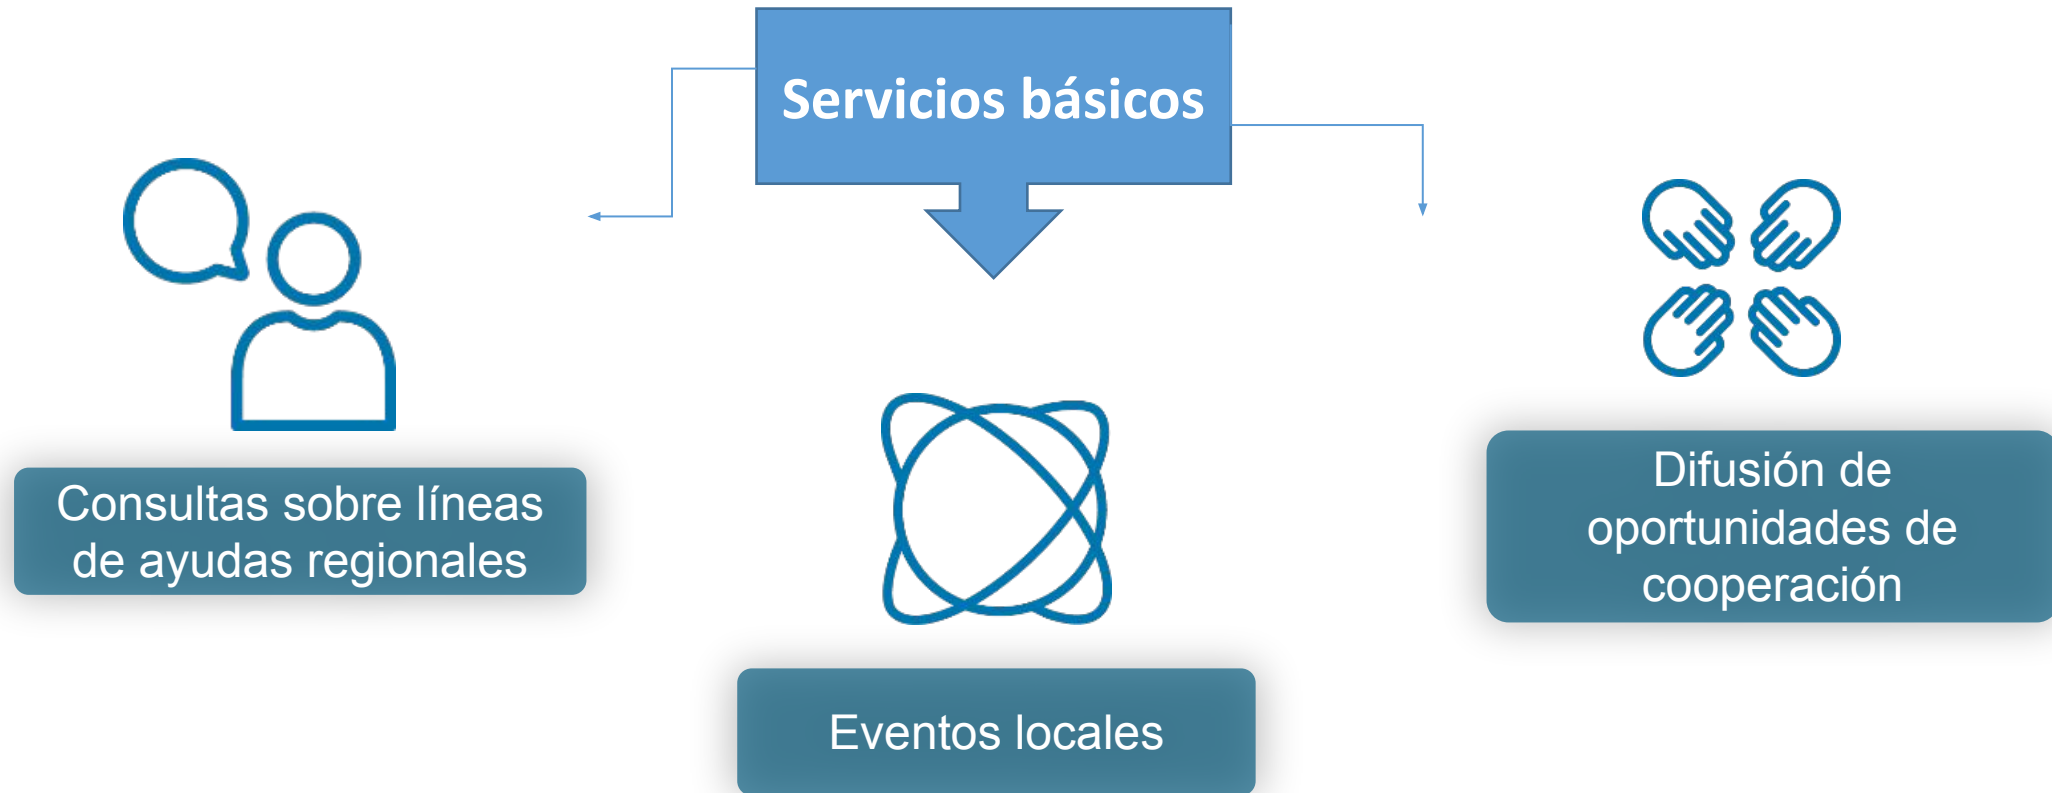 Servicios básicos
Consultas sobre líneas
de ayudas regionales
Difusión de
oportunidades de
cooperación
Eventos locales